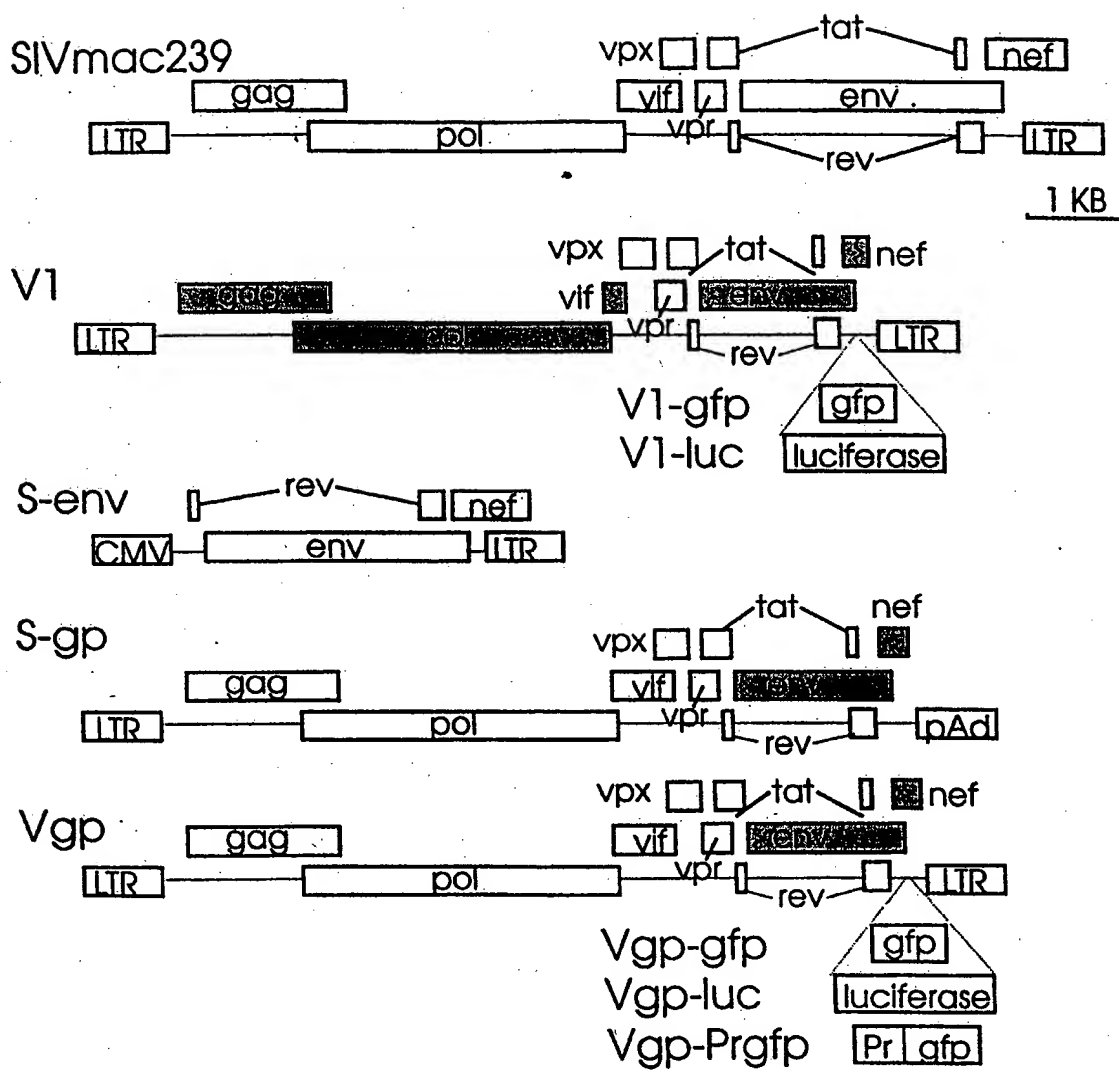 SIVmac239
vpx tat nef
gag vif env
LTR pol vpr rev LTR
1 KB
V1
vpx tat nef
gag vif env
LTR vpr rev LTR
V1-gfp gfp
V1-luc luciferase
S-env
rev nef
CMV env LTR
S-gp
tat nef
vpx
gag vif env
LTR pol vpr rev pAd
Vgp
vpx tat nef
gag vif env
LTR pol vpr rev LTR
Vgp-gfp gfp
Vgp-luc luciferase
Vgp-Prgfp Pr gfp